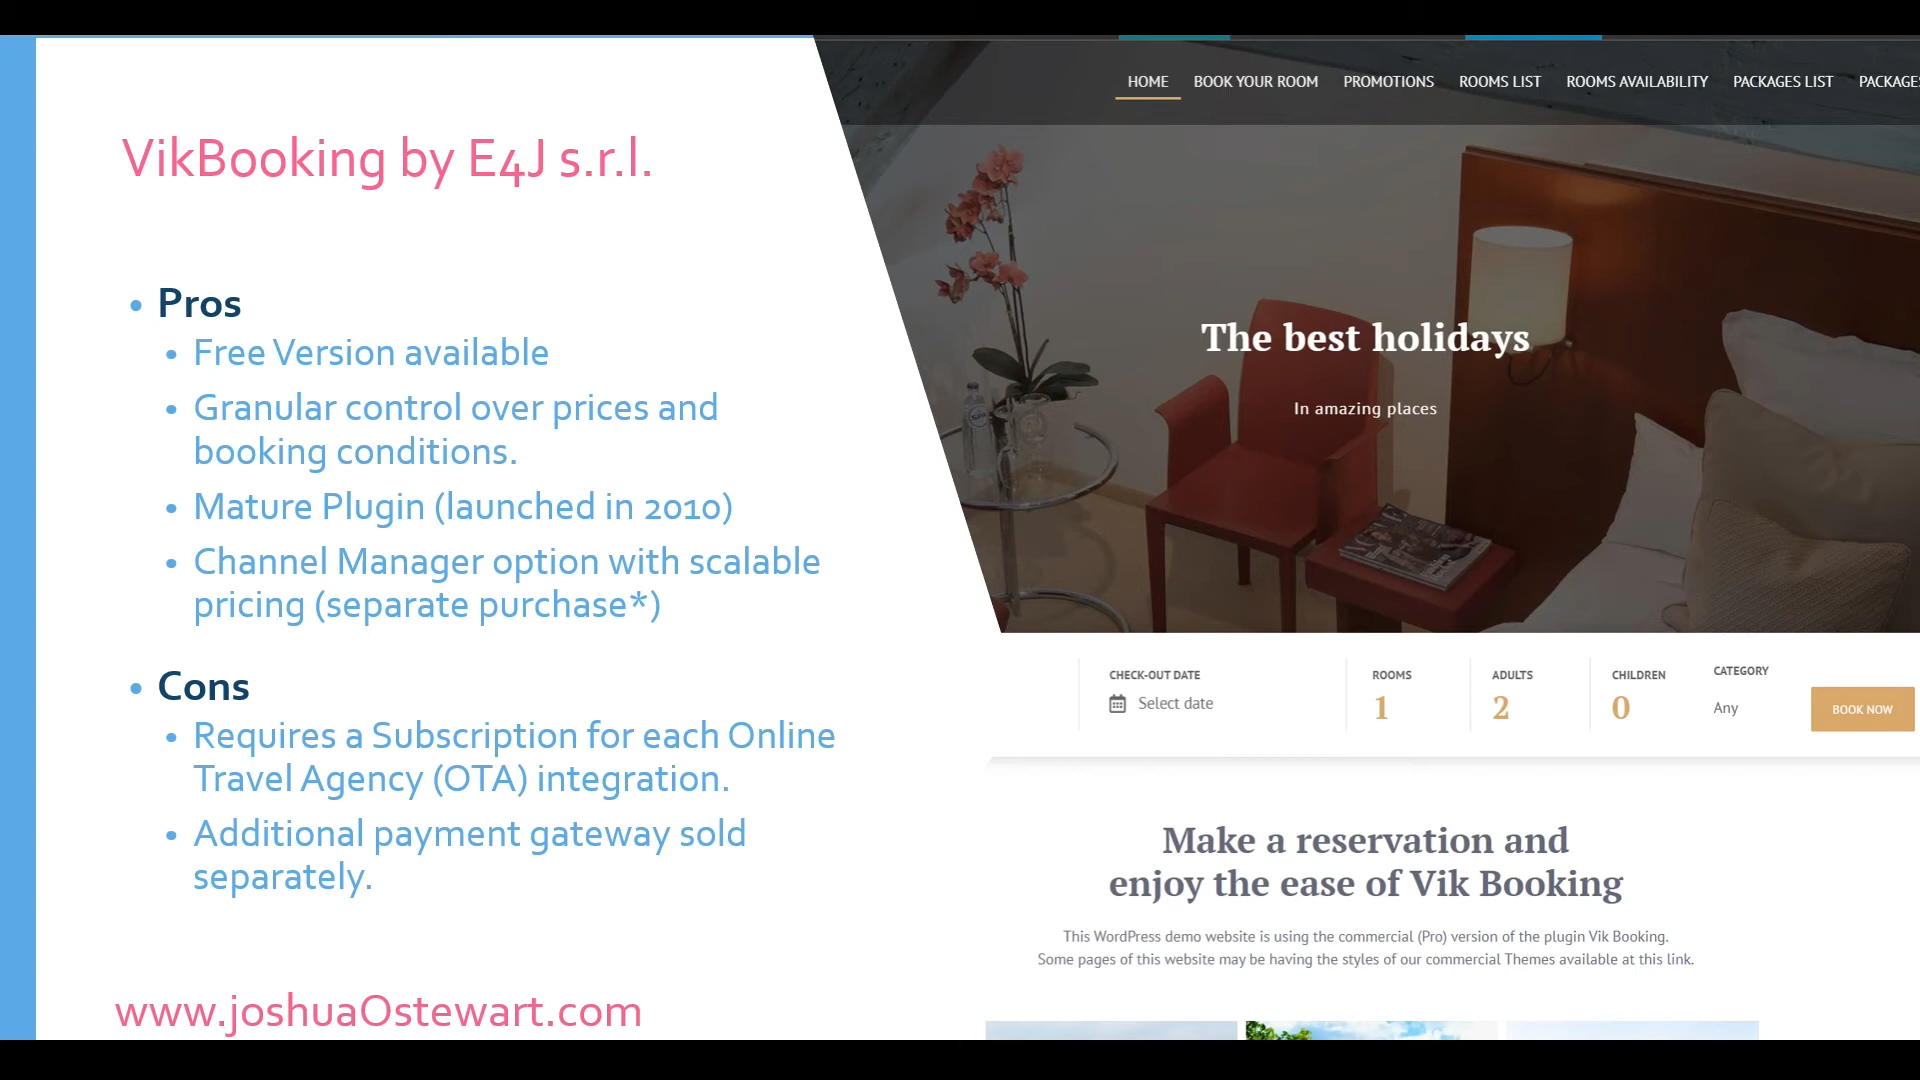 VikBooking by E4J s.r.l.
Pros
Free Version available
Granular control over prices and
booking conditions.
Mature Plugin (launched in 2010)
Channel Manager option with scalable
pricing (separate purchase*)
Cons
Requires a Subscription for each Online
Travel Agency (OTA) integration.
Additional payment gateway sold
separately.
www.joshuaOstewart.com
HOME BOOK YOUR ROOM PROMOTIONS ROOMS LIST ROOMS AVAILABILITY PACKAGES LIST PACKAGES
The best holidays
In amazing places
CHECK-OUT DATE ROOMS ADULTS CHILDREN CATEGORY
Select date 1 2 0 Any BOOK NOW
Make a reservation and
enjoy the ease of Vik Booking
This WordPress demo website is using the commercial (Pro) version of the plugin Vik Booking.
Some pages of this website may be having the styles of our commercial Themes available at this link.